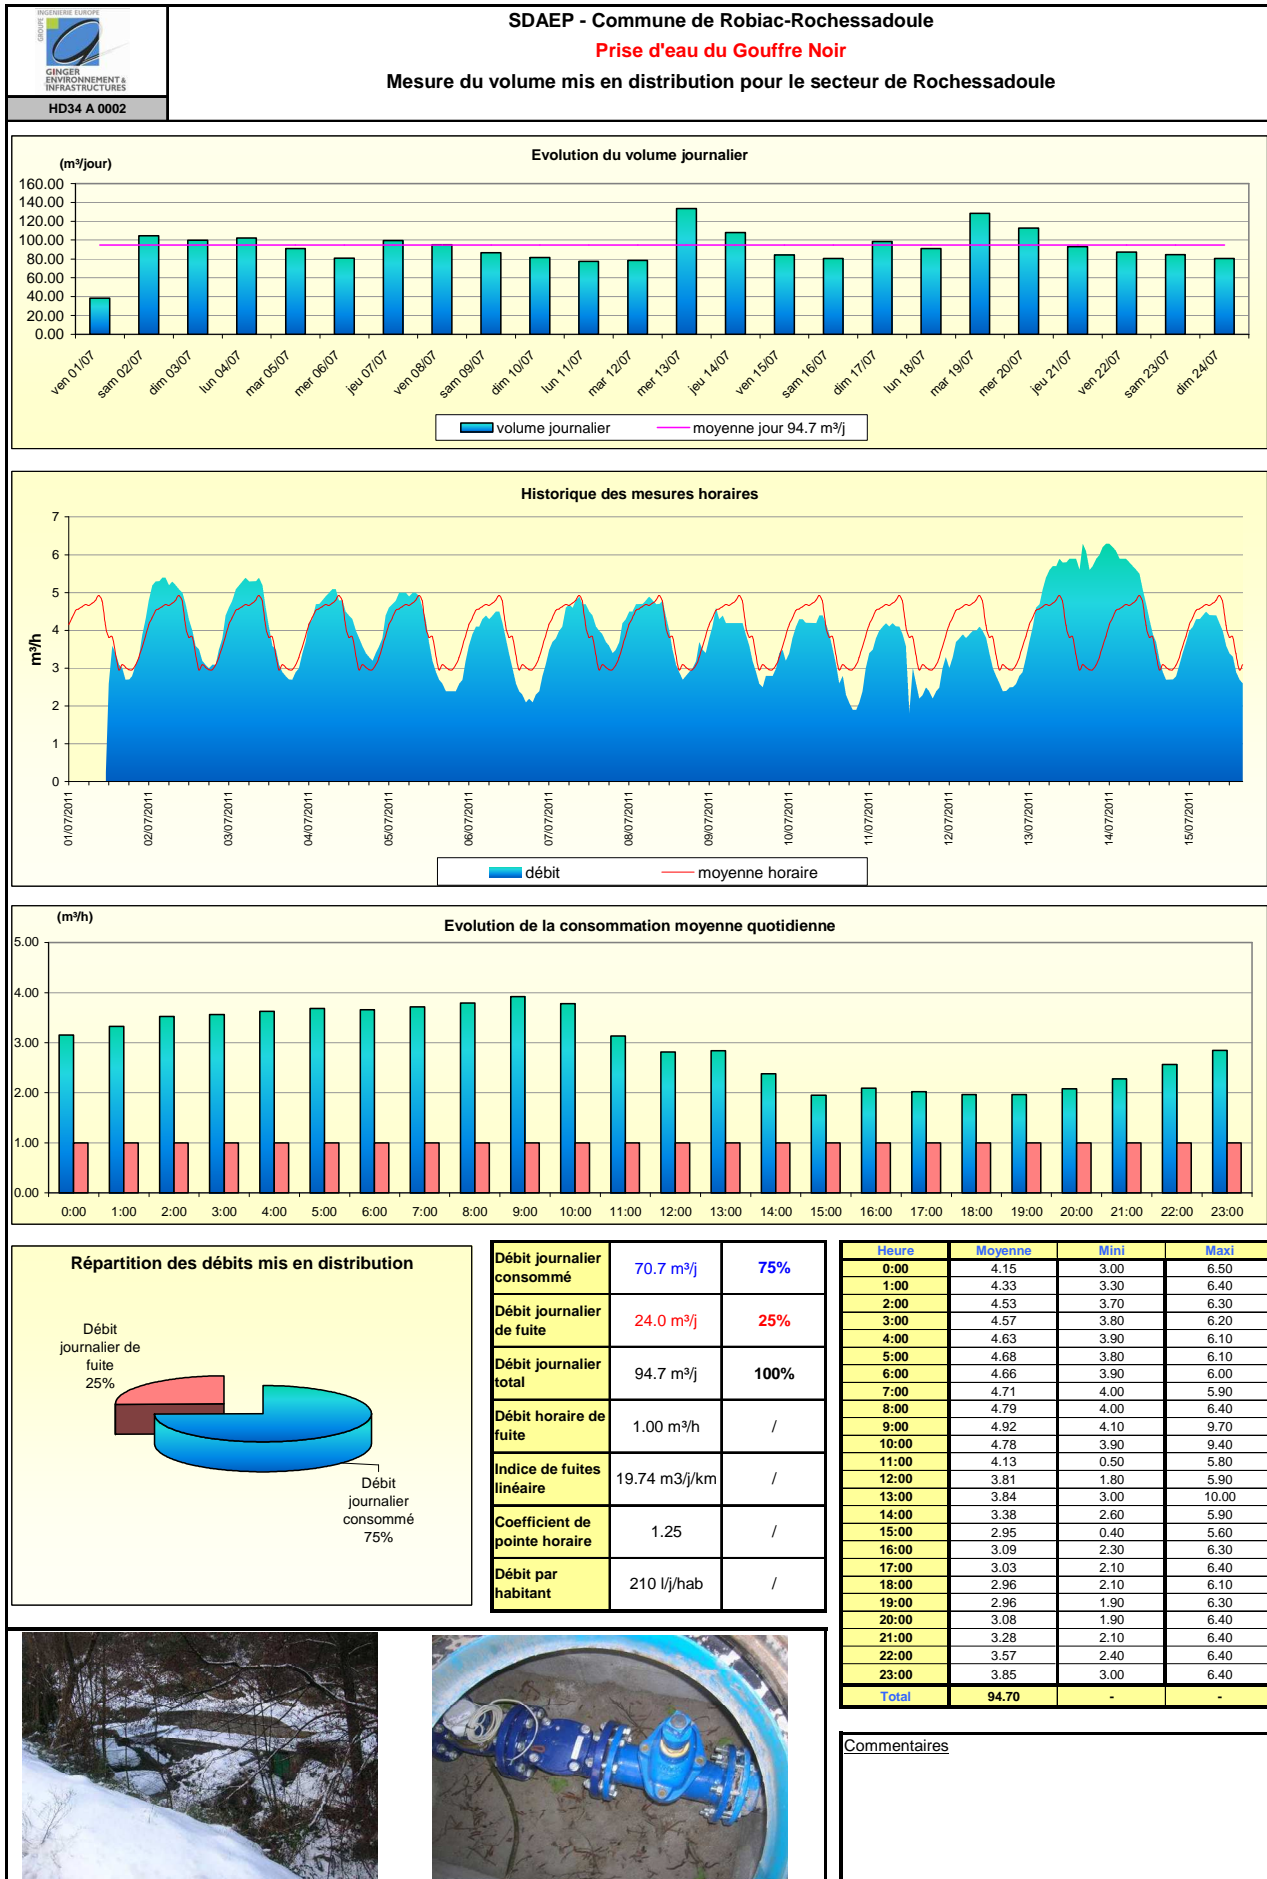 GROUPE
INGENIERIE EUROPE
GINGER
ENVIRONNEMENT &
INFRASTRUCTURES
HD34 A 0002
SDAEP - Commune de Robiac-Rochessadoule
Prise d'eau du Gouffre Noir
Mesure du volume mis en distribution pour le secteur de Rochessadoule
Evolution du volume journalier
(m³/jour)
160.00
140.00
120.00
100.00
80.00
60.00
40.00
20.00
0.00
ven 01/07
sam 02/07
dim 03/07
lun 04/07
mar 05/07
mer 06/07
jeu 07/07
ven 08/07
sam 09/07
dim 10/07
lun 11/07
mar 12/07
mer 13/07
jeu 14/07
ven 15/07
sam 16/07
dim 17/07
lun 18/07
mar 19/07
mer 20/07
jeu 21/07
ven 22/07
sam 23/07
dim 24/07
volume journalier moyenne jour 94.7 m³/j
Historique des mesures horaires
m³/h
7
6
5
4
3
2
1
0
01/07/2011
02/07/2011
03/07/2011
04/07/2011
05/07/2011
06/07/2011
07/07/2011
08/07/2011
09/07/2011
10/07/2011
11/07/2011
12/07/2011
13/07/2011
14/07/2011
15/07/2011
débit moyenne horaire
(m³/h)
Evolution de la consommation moyenne quotidienne
5.00
4.00
3.00
2.00
1.00
0.00
0:00 1:00 2:00 3:00 4:00 5:00 6:00 7:00 8:00 9:00 10:00 11:00 12:00 13:00 14:00 15:00 16:00 17:00 18:00 19:00 20:00 21:00 22:00 23:00
Répartition des débits mis en distribution
Débit
journalier de
fuite
25%
Débit
journalier
consommé
75%
Débit journalier
consommé
70.7 m³/j 75%
Débit journalier
de fuite
24.0 m³/j 25%
Débit journalier
total
94.7 m³/j 100%
Débit horaire de
fuite
1.00 m³/h /
Indice de fuites
linéaire
19.74 m3/j/km /
Coefficient de
pointe horaire
1.25 /
Débit par
habitant
210 l/j/hab /
Heure Moyenne Mini Maxi
0:00 4.15 3.00 6.50
1:00 4.33 3.30 6.40
2:00 4.53 3.70 6.30
3:00 4.57 3.80 6.20
4:00 4.63 3.90 6.10
5:00 4.68 3.80 6.10
6:00 4.66 3.90 6.00
7:00 4.71 4.00 5.90
8:00 4.79 4.00 6.40
9:00 4.92 4.10 9.70
10:00 4.78 3.90 9.40
11:00 4.13 0.50 5.80
12:00 3.81 1.80 5.90
13:00 3.84 3.00 10.00
14:00 3.38 2.60 5.90
15:00 2.95 0.40 5.60
16:00 3.09 2.30 6.30
17:00 3.03 2.10 6.40
18:00 2.96 2.10 6.10
19:00 2.96 1.90 6.30
20:00 3.08 1.90 6.40
21:00 3.28 2.10 6.40
22:00 3.57 2.40 6.40
23:00 3.85 3.00 6.40
Total 94.70 - -
Commentaires